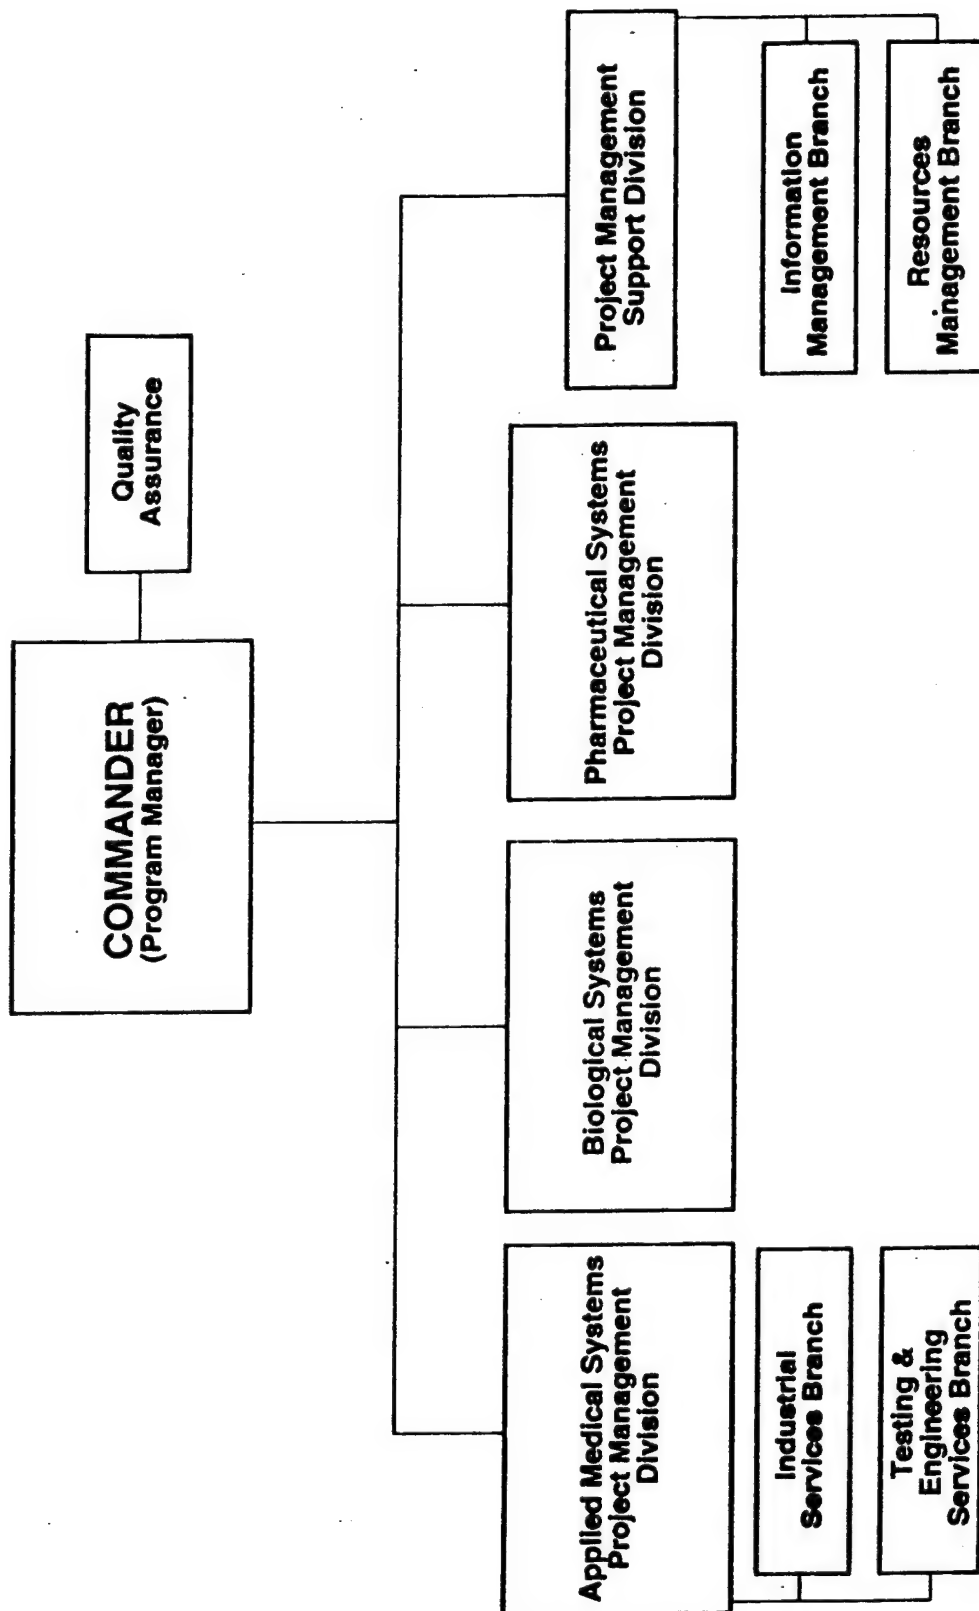 COMMANDER
(Program Manager)
Quality
Assurance
Applied Medical Systems
Project Management
Division
Biological Systems
Project Management
Division
Pharmaceutical Systems
Project Management
Division
Project Management
Support Division
Industrial
Services Branch
Testing &
Engineering
Services Branch
Information
Management Branch
Resources
Management Branch